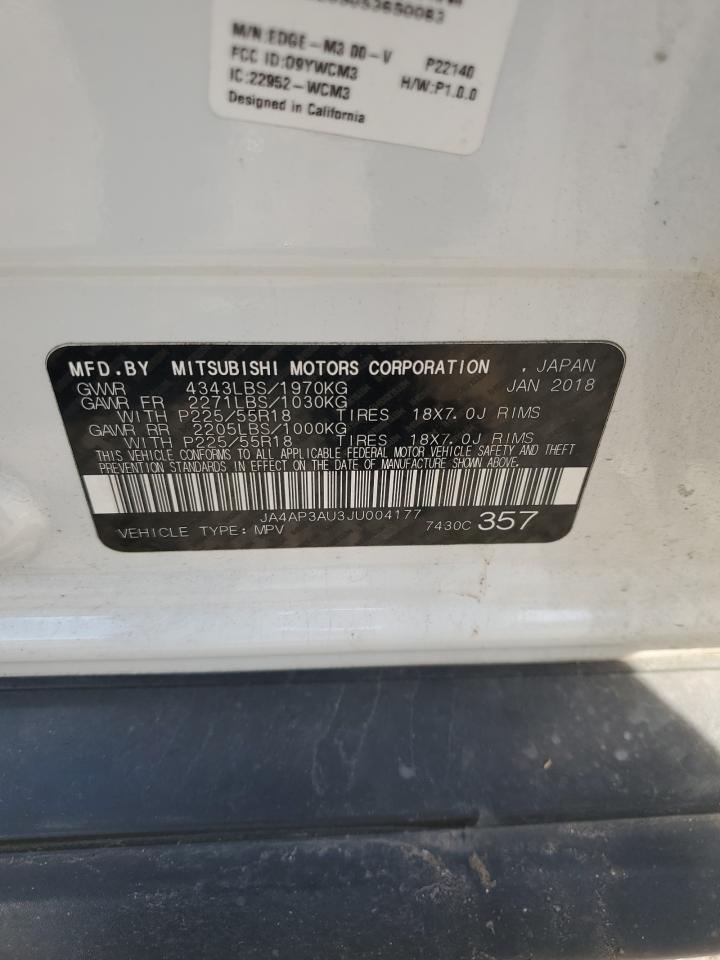 M/N:EDGE-M3 00-V P22140
FCC ID:O9YWCM3 H/W:P1.0.0
IC:22952-WCM3
Designed in California
MFD.BY MITSUBISHI MOTORS CORPORATION , JAPAN
GVWR 4343LBS/1970KG JAN 2018
GAWR FR 2271LBS/1030KG
WITH P225/55R18 TIRES 18X7.0J RIMS
GAWR RR 2205LBS/1000KG
WITH P225/55R18 TIRES 18X7.0J RIMS
THIS VEHICLE CONFORMS TO ALL APPLICABLE FEDERAL MOTOR VEHICLE SAFETY AND THEFT
PREVENTION STANDARDS IN EFFECT ON THE DATE OF MANUFACTURE SHOWN ABOVE.
JA4AP3AU3JU004177
VEHICLE TYPE: MPV 7430C 357